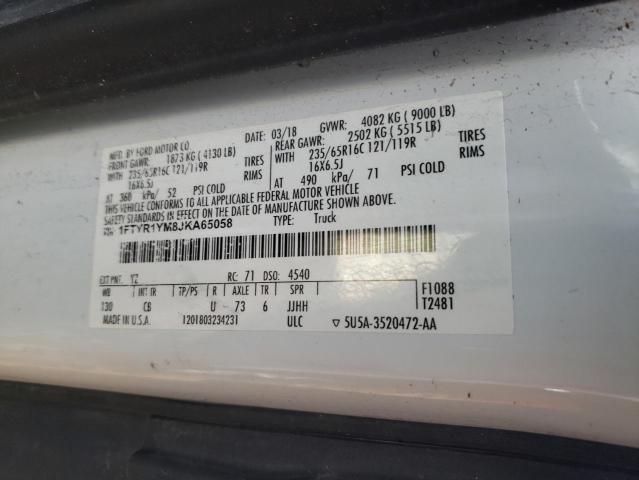 MFD. BY FORD MOTOR CO. DATE: 03/18 GVWR: 4082 KG ( 9000 LB)
FRONT GAWR: 1873 KG ( 4130 LB) REAR GAWR: 2502 KG ( 5515 LB)
WITH 235/65R16C 121/119R TIRES WITH 235/65R16C 121/119R TIRES
16X6.5J RIMS 16X6.5J RIMS
AT 360 kPa/ 52 PSI COLD AT 490 kPa/ 71 PSI COLD
THIS VEHICLE CONFORMS TO ALL APPLICABLE FEDERAL MOTOR VEHICLE
SAFETY STANDARDS IN EFFECT ON THE DATE OF MANUFACTURE SHOWN ABOVE.
VIN: 1FTYR1YM8JKA65058 TYPE: Truck
EXT PNT: YZ RC: 71 DSO: 4540
WB INT TR TP/PS R AXLE TR SPR F1088
130 CB U 73 6 JJHH T2481
MADE IN U.S.A. 1201803234231 ULC ▽ 5U5A-3520472-AA